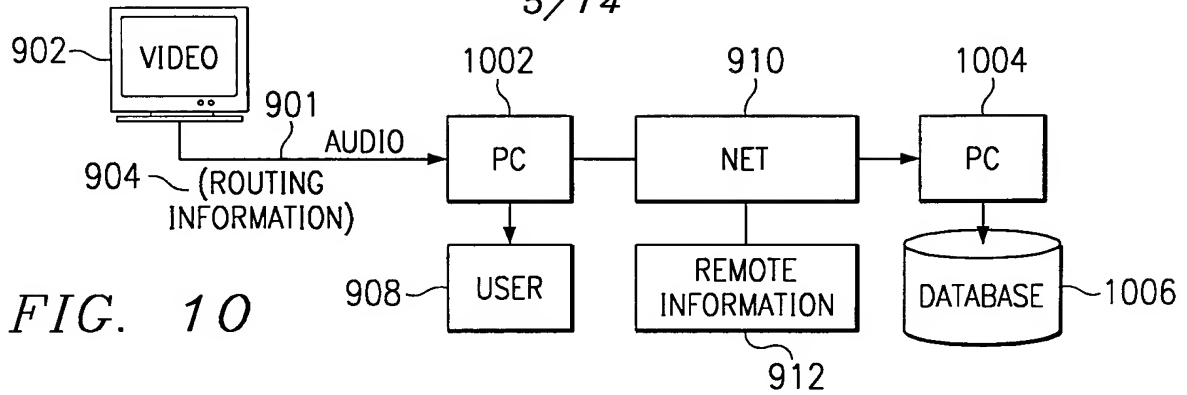 5/14
902
VIDEO
901
AUDIO
904
(ROUTING
INFORMATION)
1002
PC
910
NET
1004
PC
908
USER
REMOTE
INFORMATION
912
DATABASE
1006
FIG. 10